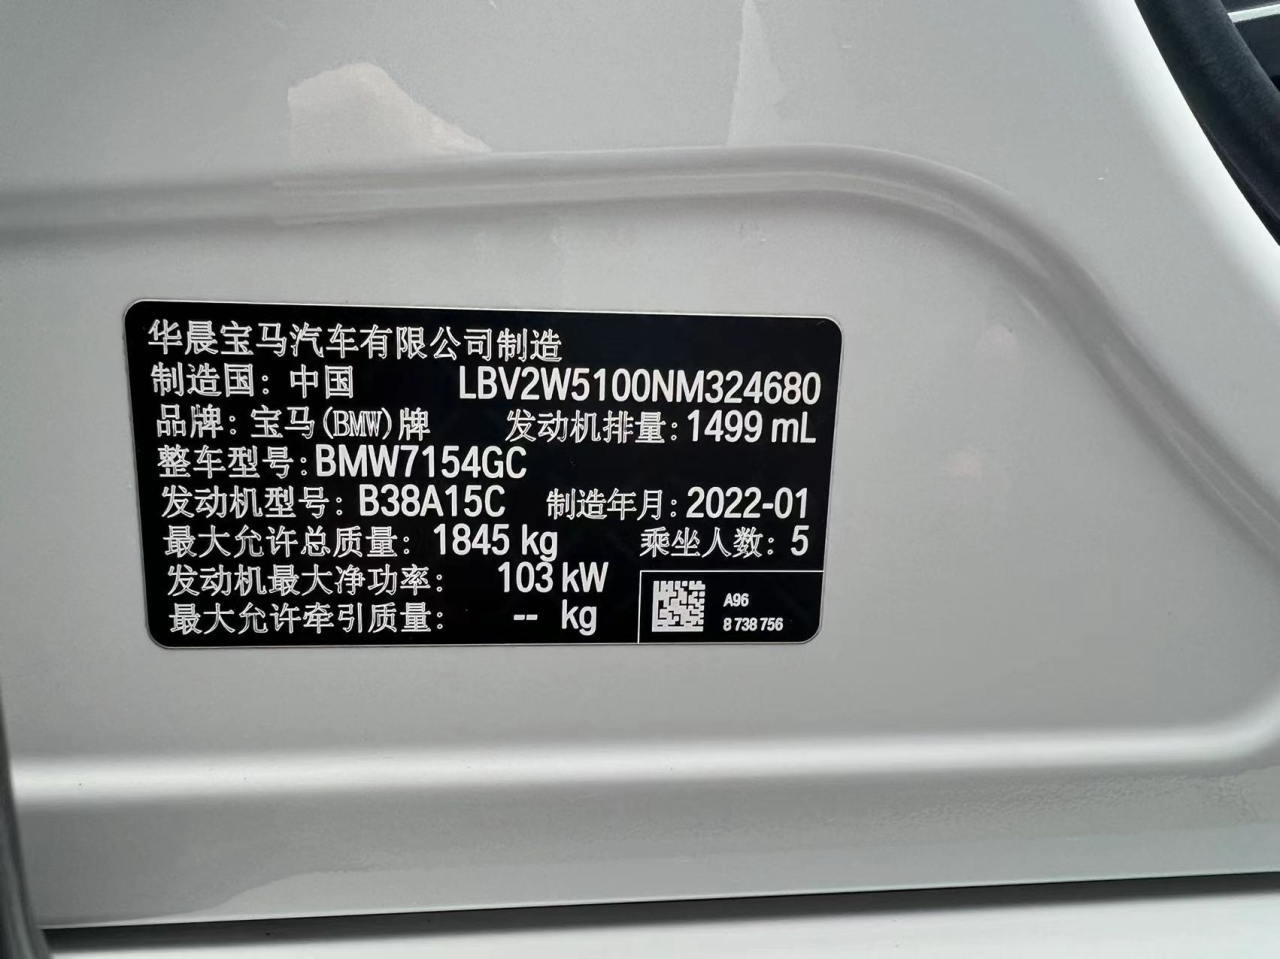 华晨宝马汽车有限公司制造
制造国：中国 LBV2W5100NM324680
品牌：宝马(BMW)牌 发动机排量：1499 mL
整车型号：BMW7154GC
发动机型号：B38A15C 制造年月：2022-01
最大允许总质量：1845 kg 乘坐人数：5
发动机最大净功率：103 kW
最大允许牵引质量：-- kg
A96
8 738 756